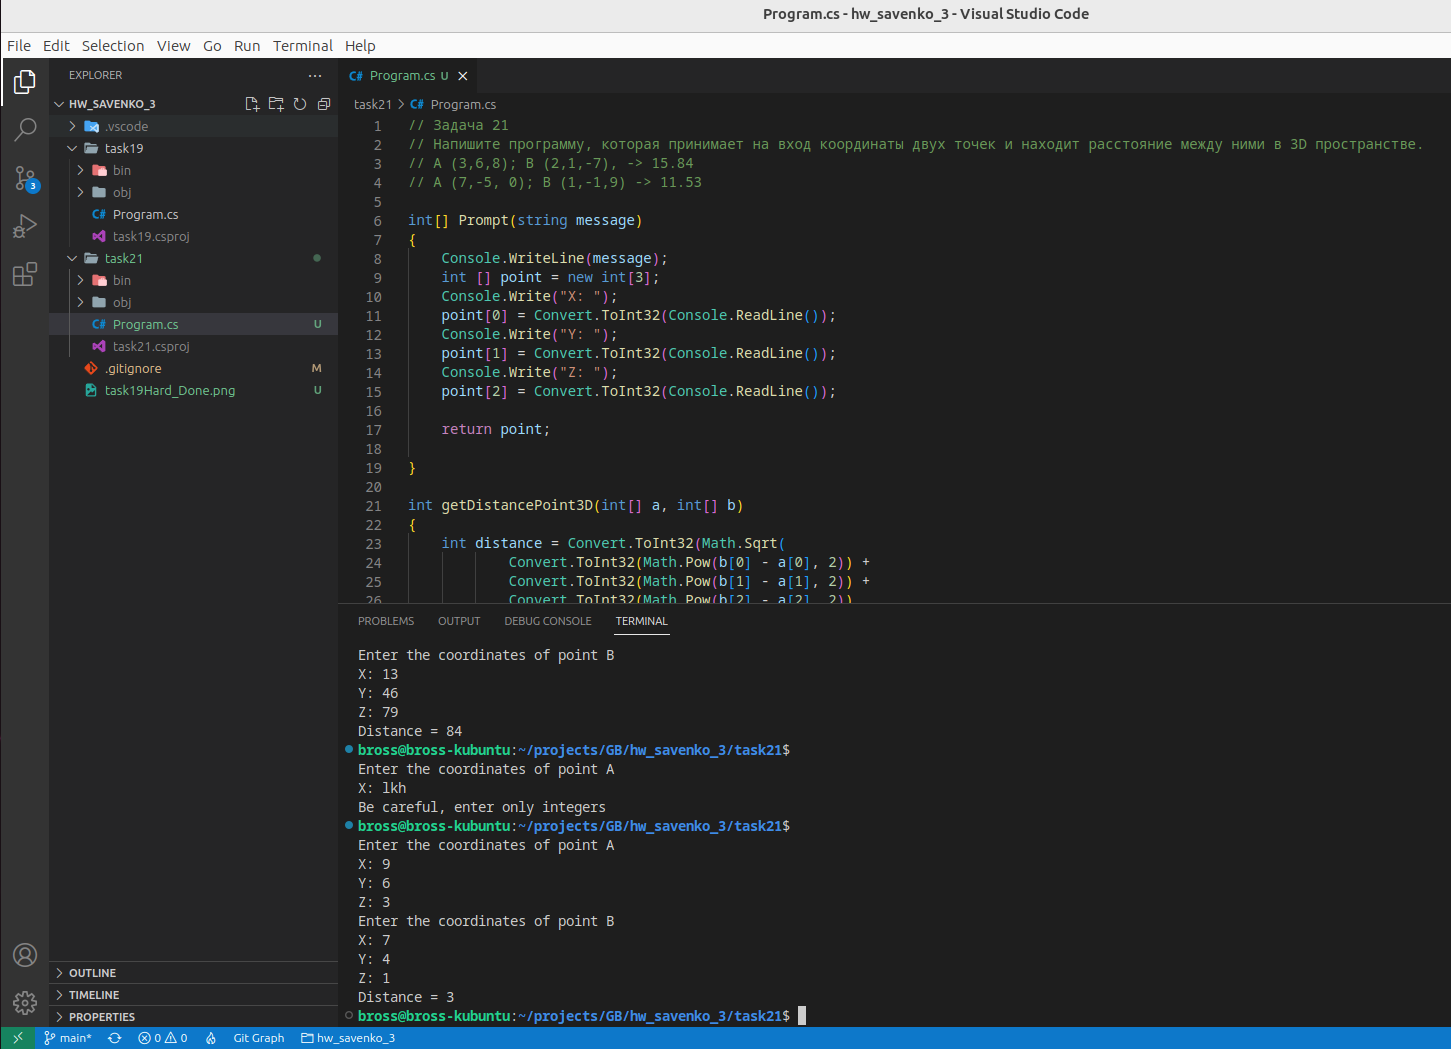 Program.cs - hw_savenko_3 - Visual Studio Code
File Edit Selection View Go Run Terminal Help
EXPLORER ...
HW_SAVENKO_3
.vscode
task19
bin
obj
C# Program.cs
task19.csproj
task21
bin
obj
C# Program.cs U
task21.csproj
.gitignore M
task19Hard_Done.png U
3
OUTLINE
TIMELINE
PROPERTIES
C# Program.cs U
task21 > C# Program.cs
1 // Задача 21
2 // Напишите программу, которая принимает на вход координаты двух точек и находит расстояние между ними в 3D пространстве.
3 // A (3,6,8); B (2,1,-7), -> 15.84
4 // A (7,-5, 0); B (1,-1,9) -> 11.53
5
6 int[] Prompt(string message)
7 {
8     Console.WriteLine(message);
9     int [] point = new int[3];
10     Console.Write("X: ");
11     point[0] = Convert.ToInt32(Console.ReadLine());
12     Console.Write("Y: ");
13     point[1] = Convert.ToInt32(Console.ReadLine());
14     Console.Write("Z: ");
15     point[2] = Convert.ToInt32(Console.ReadLine());
16
17     return point;
18
19 }
20
21 int getDistancePoint3D(int[] a, int[] b)
22 {
23     int distance = Convert.ToInt32(Math.Sqrt(
24             Convert.ToInt32(Math.Pow(b[0] - a[0], 2)) +
25             Convert.ToInt32(Math.Pow(b[1] - a[1], 2)) +
26             Convert.ToInt32(Math.Pow(b[2] - a[2], 2))
PROBLEMS OUTPUT DEBUG CONSOLE TERMINAL
Enter the coordinates of point B
X: 13
Y: 46
Z: 79
Distance = 84
bross@bross-kubuntu:~/projects/GB/hw_savenko_3/task21$
Enter the coordinates of point A
X: lkh
Be careful, enter only integers
bross@bross-kubuntu:~/projects/GB/hw_savenko_3/task21$
Enter the coordinates of point A
X: 9
Y: 6
Z: 3
Enter the coordinates of point B
X: 7
Y: 4
Z: 1
Distance = 3
bross@bross-kubuntu:~/projects/GB/hw_savenko_3/task21$
main* 0 0 Git Graph hw_savenko_3